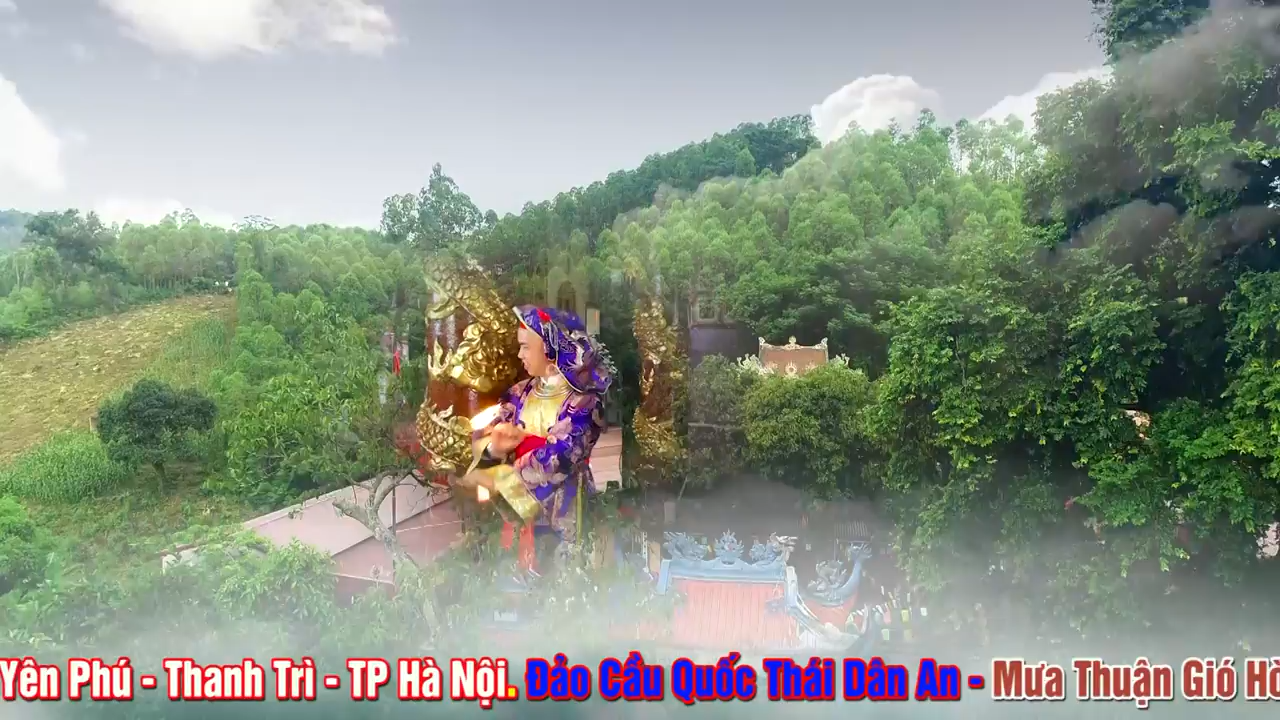 Yên Phú - Thanh Trì - TP Hà Nội. Đảo Cầu Quốc Thái Dân An - Mưa Thuận Gió